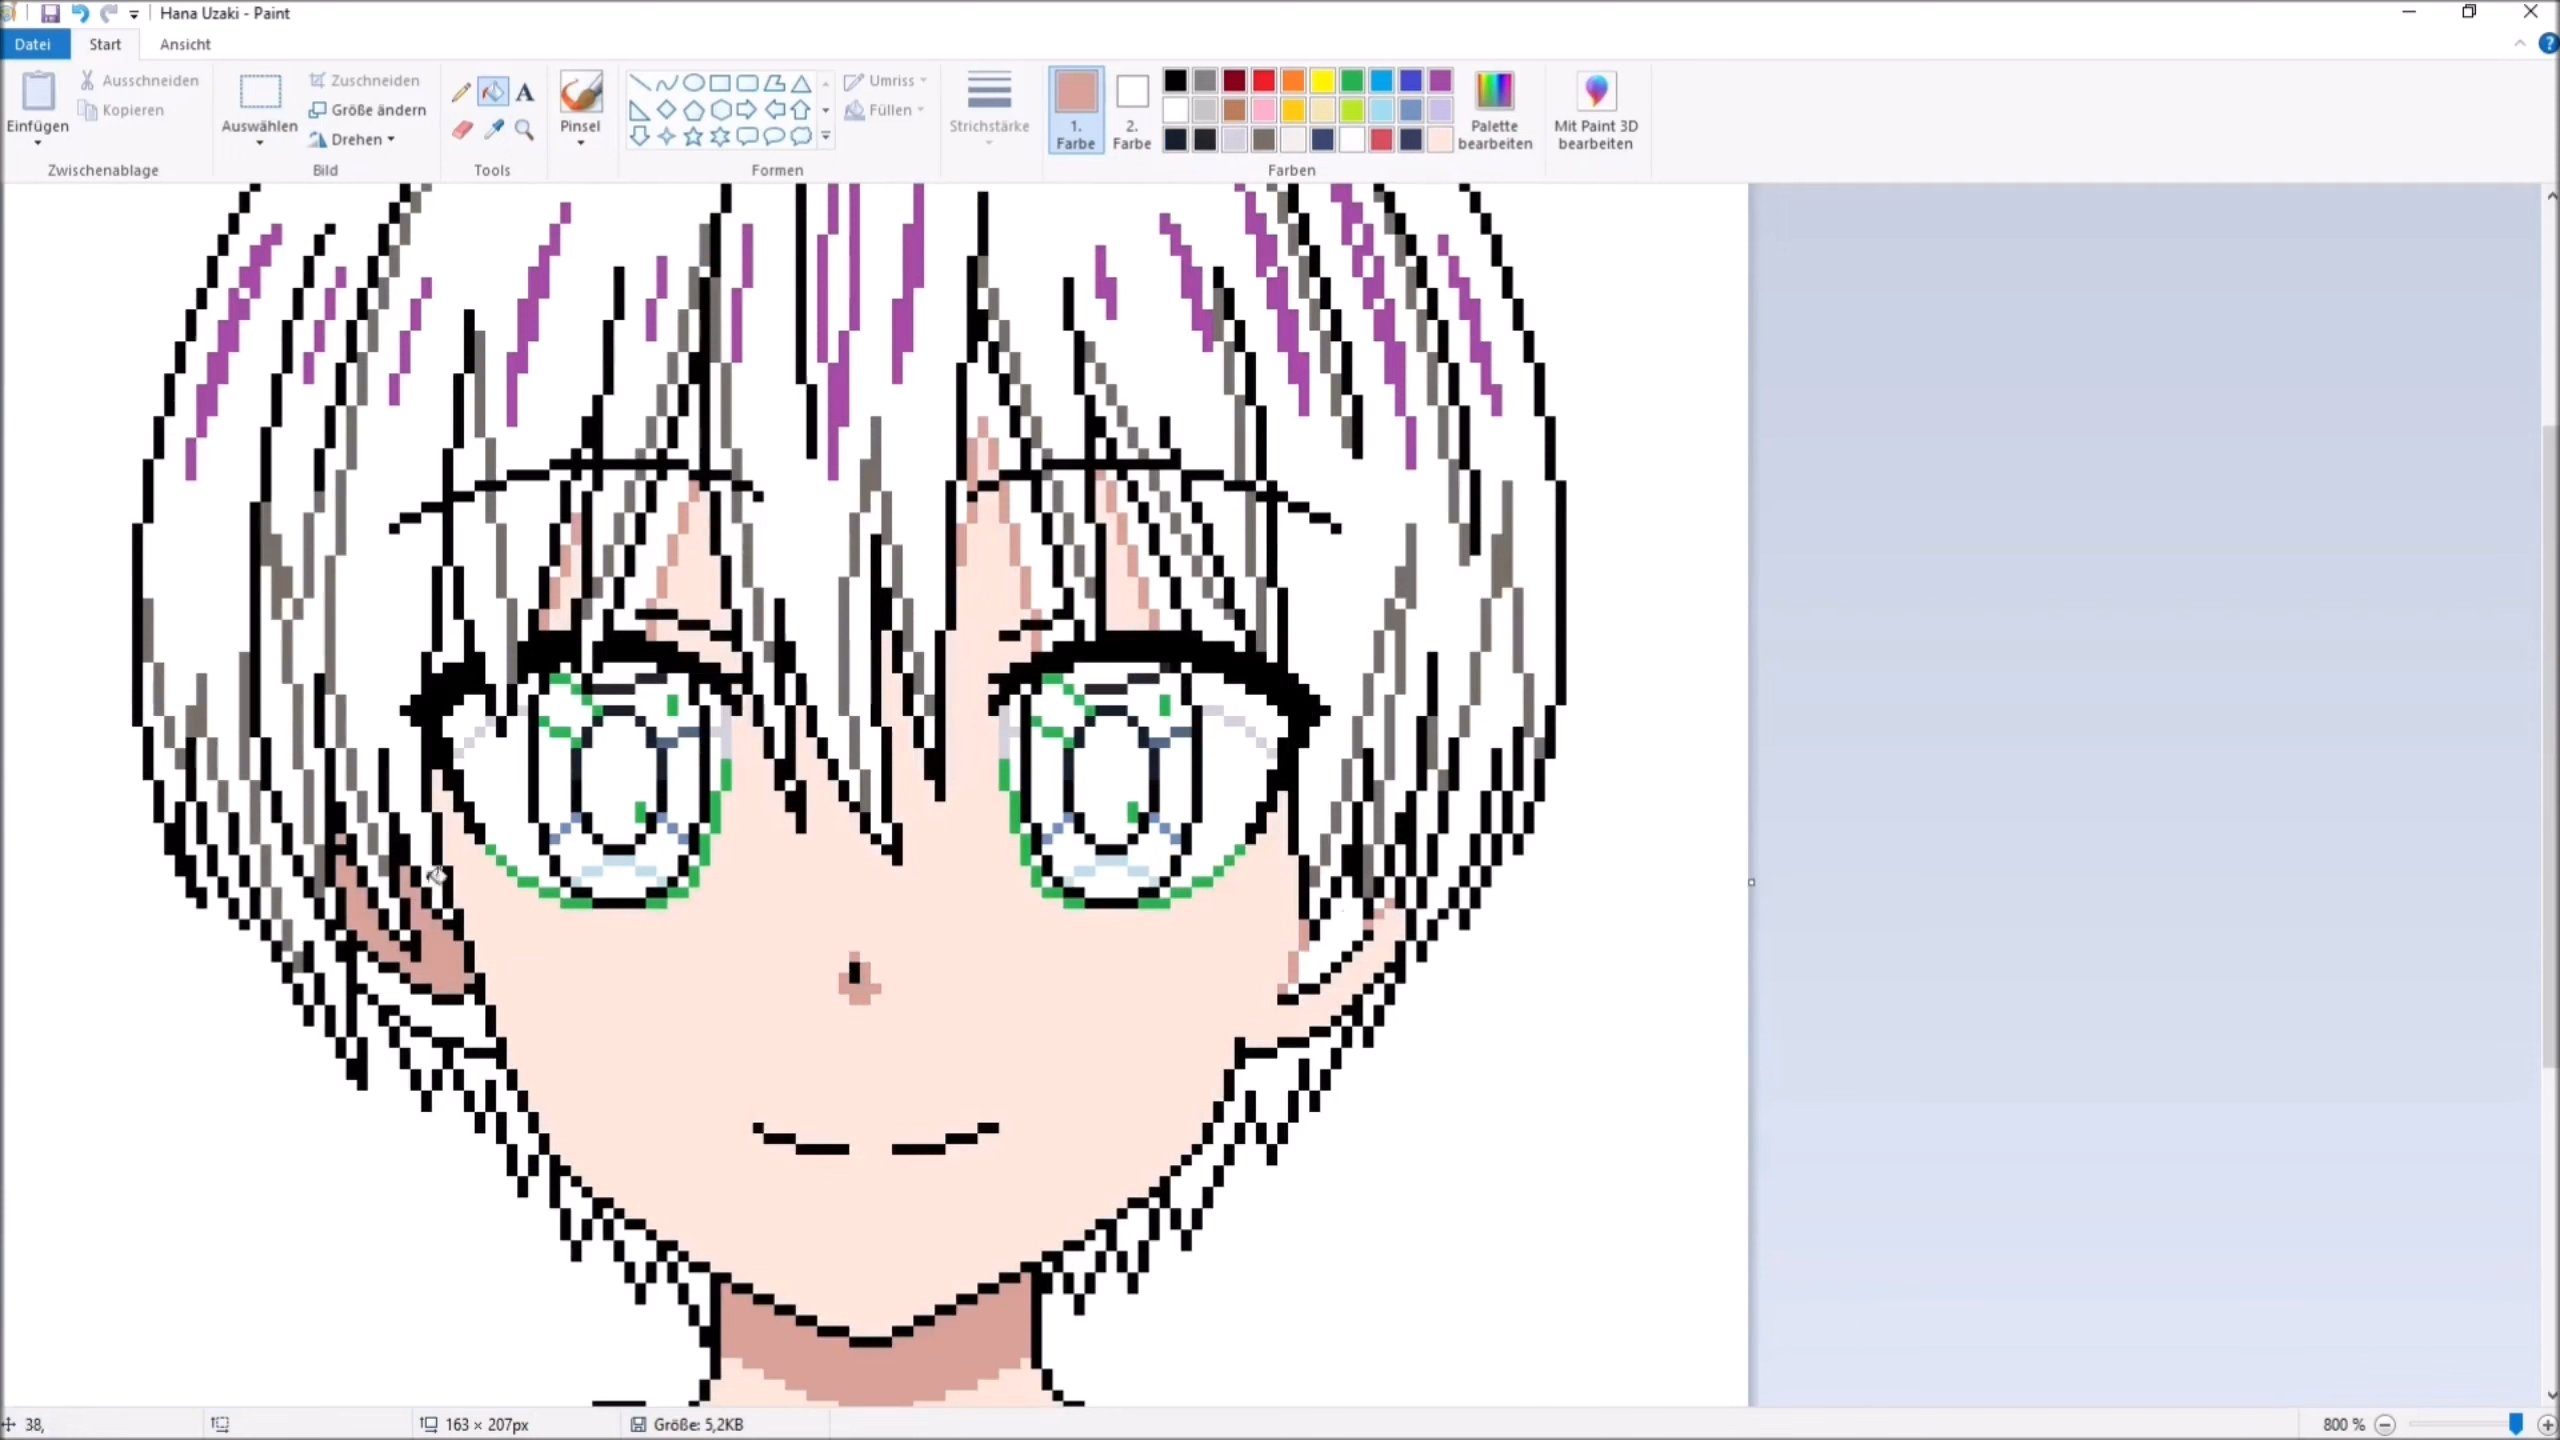 Hana Uzaki - Paint
Datei Start Ansicht
Einfügen
Ausschneiden
Kopieren
Zwischenablage
Auswählen
Zuschneiden
Größe ändern
Drehen
Bild
A
Tools
Pinsel
Formen
Umriss
Füllen
Strichstärke
1.
Farbe
2.
Farbe
Farben
Palette
bearbeiten
Mit Paint 3D
bearbeiten
?
38,
163 × 207px
Größe: 5,2KB
800 %